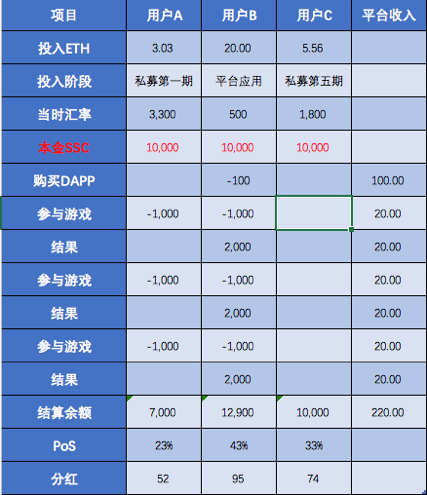 项目 用户A 用户B 用户C 平台收入
投入ETH 3.03 20.00 5.56
投入阶段 私募第一期 平台应用 私募第五期
当时汇率 3,300 500 1,800
本金SSC 10,000 10,000 10,000
购买DAPP -100 100.00
参与游戏 -1,000 -1,000 20.00
结果 2,000 20.00
参与游戏 -1,000 -1,000 20.00
结果 2,000 20.00
参与游戏 -1,000 -1,000 20.00
结果 2,000 20.00
结算余额 7,000 12,900 10,000 220.00
PoS 23% 43% 33%
分红 52 95 74